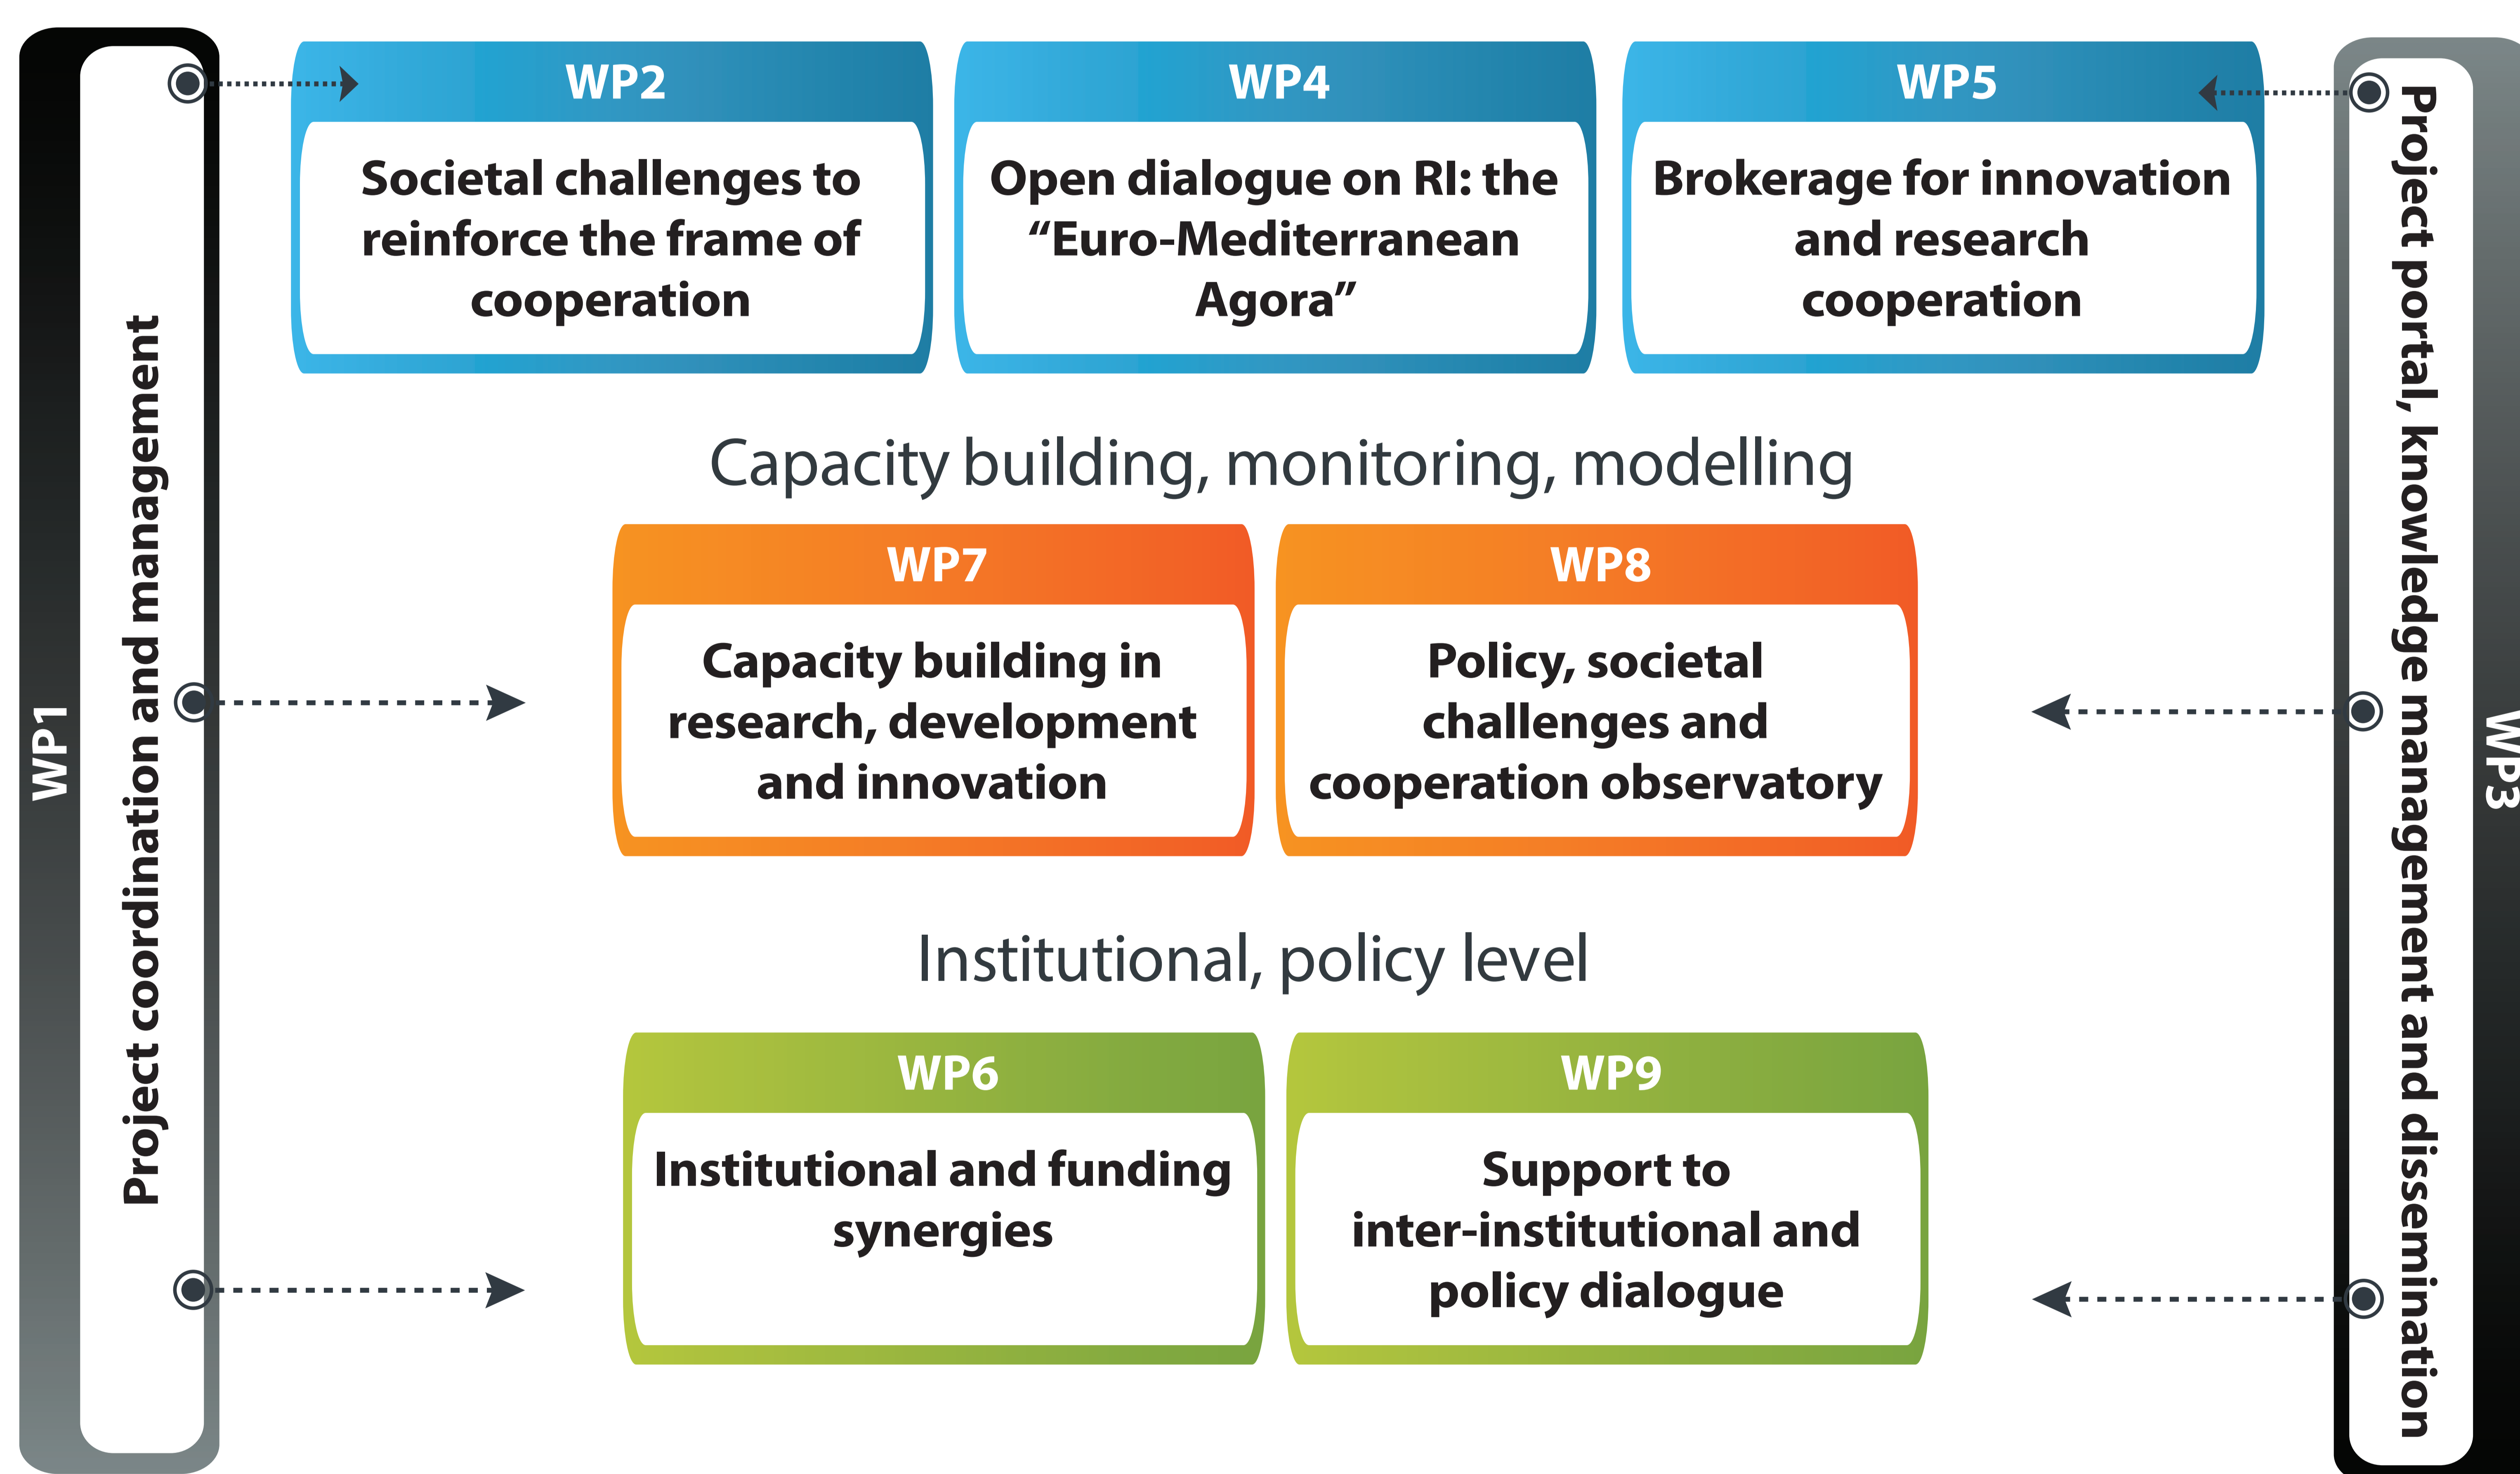 WP1
Project coordination and management
WP2
Societal challenges to
reinforce the frame of
cooperation
WP4
Open dialogue on RI: the
“Euro-Mediterranean
Agora”
WP5
Brokerage for innovation
and research
cooperation
Capacity building, monitoring, modelling
WP7
Capacity building in
research, development
and innovation
WP8
Policy, societal
challenges and
cooperation observatory
Institutional, policy level
WP6
Institutional and funding
synergies
WP9
Support to
inter-institutional and
policy dialogue
Project portal, knowledge management and dissemination
WP3